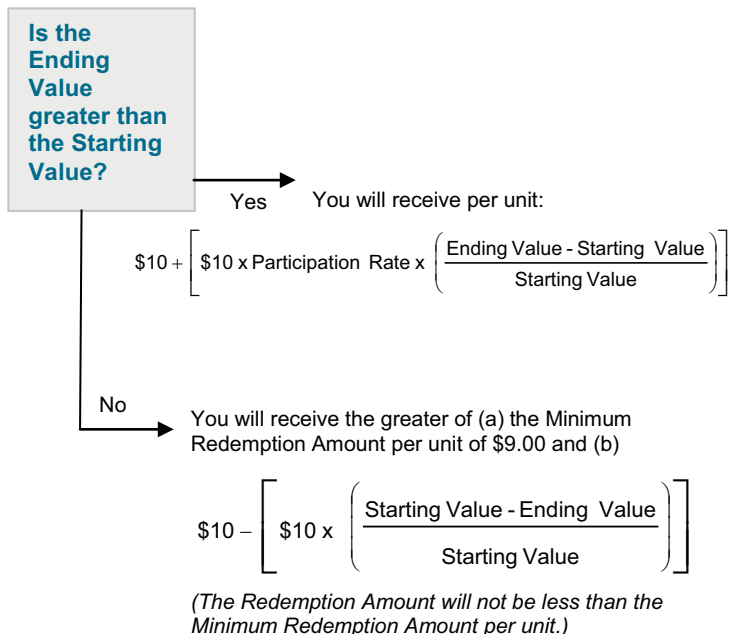 Is the
Ending
Value
greater than
the Starting
Value?
Yes
You will receive per unit:
$10 + [ $10 x Participation Rate x ( Ending Value - Starting Value
Starting Value ) ]
No
You will receive the greater of (a) the Minimum
Redemption Amount per unit of $9.00 and (b)
$10 – [ $10 x ( Starting Value - Ending Value
Starting Value ) ]
(The Redemption Amount will not be less than the
Minimum Redemption Amount per unit.)